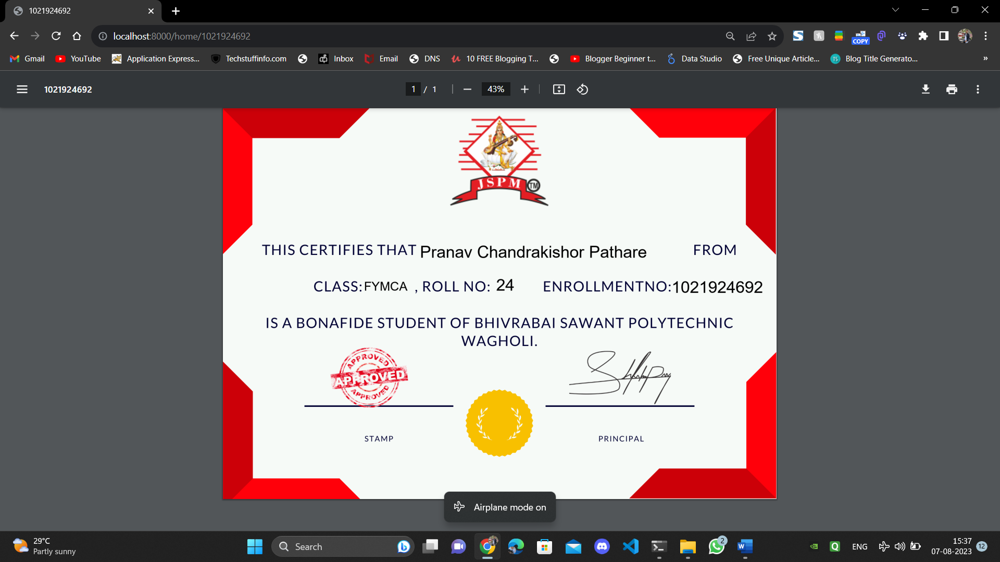 1021924692
localhost:8000/home/1021924692
COPY
Gmail YouTube Application Express... Techstuffinfo.com Inbox Email DNS 10 FREE Blogging T... Blogger Beginner t... Data Studio Free Unique Article... TS Blog Title Generato... »
1021924692 1 / 1 43%
JSPM TM
THIS CERTIFIES THAT Pranav Chandrakishor Pathare FROM
CLASS:FYMCA , ROLL NO: 24 ENROLLMENTNO:1021924692
IS A BONAFIDE STUDENT OF BHIVRABAI SAWANT POLYTECHNIC
WAGHOLI.
APPROVED
APPROVED
APPROVED
STAMP PRINCIPAL
Airplane mode on
29°C
Partly sunny
Search
2
ENG
15:37
07-08-2023
12